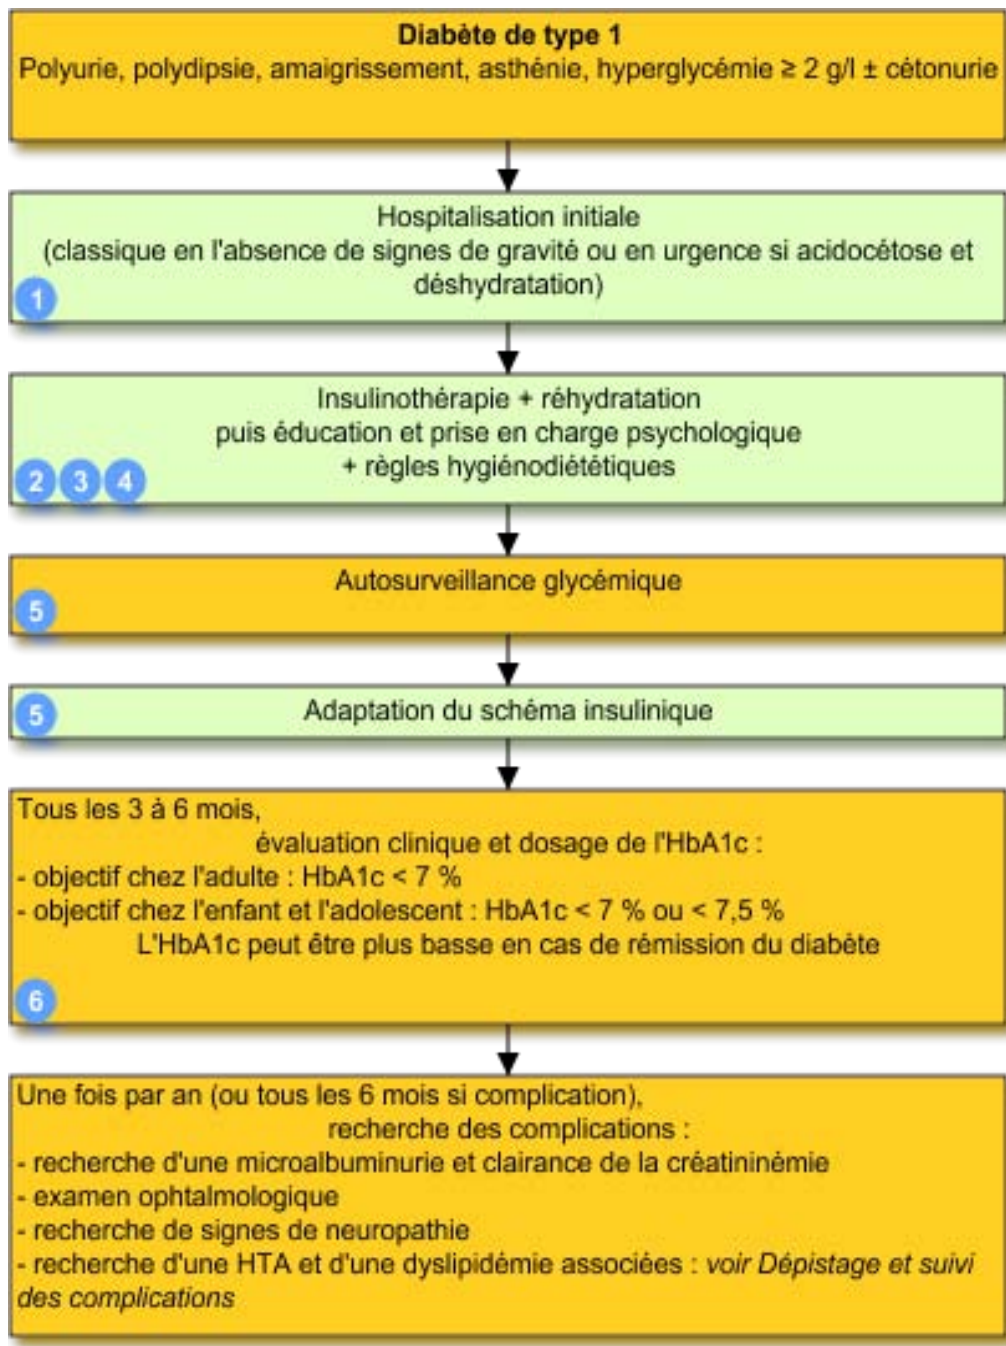 Diabète de type 1
Polyurie, polydipsie, amaigrissement, asthénie, hyperglycémie ≥ 2 g/l ± cétonurie
Hospitalisation initiale
(classique en l'absence de signes de gravité ou en urgence si acidocétose et
déshydratation)
1
Insulinothérapie + réhydratation
puis éducation et prise en charge psychologique
+ règles hygiénodiététiques
2 3 4
Autosurveillance glycémique
5
5 Adaptation du schéma insulinique
Tous les 3 à 6 mois,
évaluation clinique et dosage de l'HbA1c :
- objectif chez l'adulte : HbA1c < 7 %
- objectif chez l'enfant et l'adolescent : HbA1c < 7 % ou < 7,5 %
L'HbA1c peut être plus basse en cas de rémission du diabète
6
Une fois par an (ou tous les 6 mois si complication),
recherche des complications :
- recherche d'une microalbuminurie et clairance de la créatininémie
- examen ophtalmologique
- recherche de signes de neuropathie
- recherche d'une HTA et d'une dyslipidémie associées : voir Dépistage et suivi
des complications